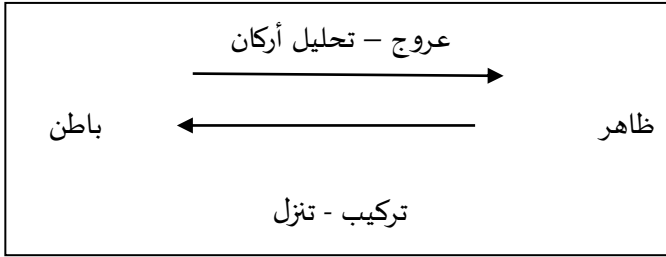 عروج – تحليل أركان
ظاهر
باطن
تركيب - تنزل